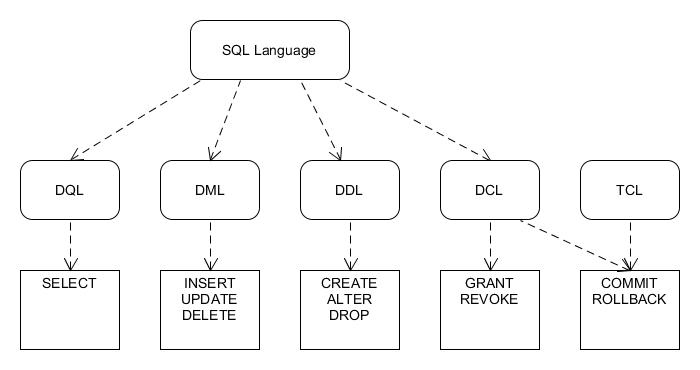 SQL Language
DQL
DML
DDL
DCL
TCL
SELECT
INSERT
UPDATE
DELETE
CREATE
ALTER
DROP
GRANT
REVOKE
COMMIT
ROLLBACK